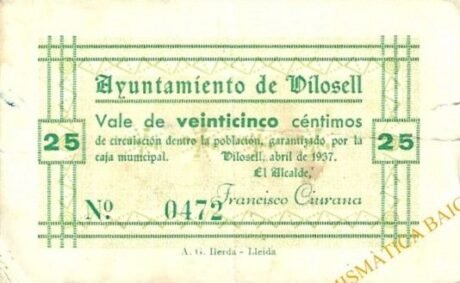 Ayuntamiento de Vilosell
Vale de veinticinco céntimos
de circulación dentro la población, garantizado por la
caja municipal. Vilosell, abril de 1937.
El Alcalde,
Francisco Ciurana
25
25
Nº. 0472
A. G. Ilerda - Lleida